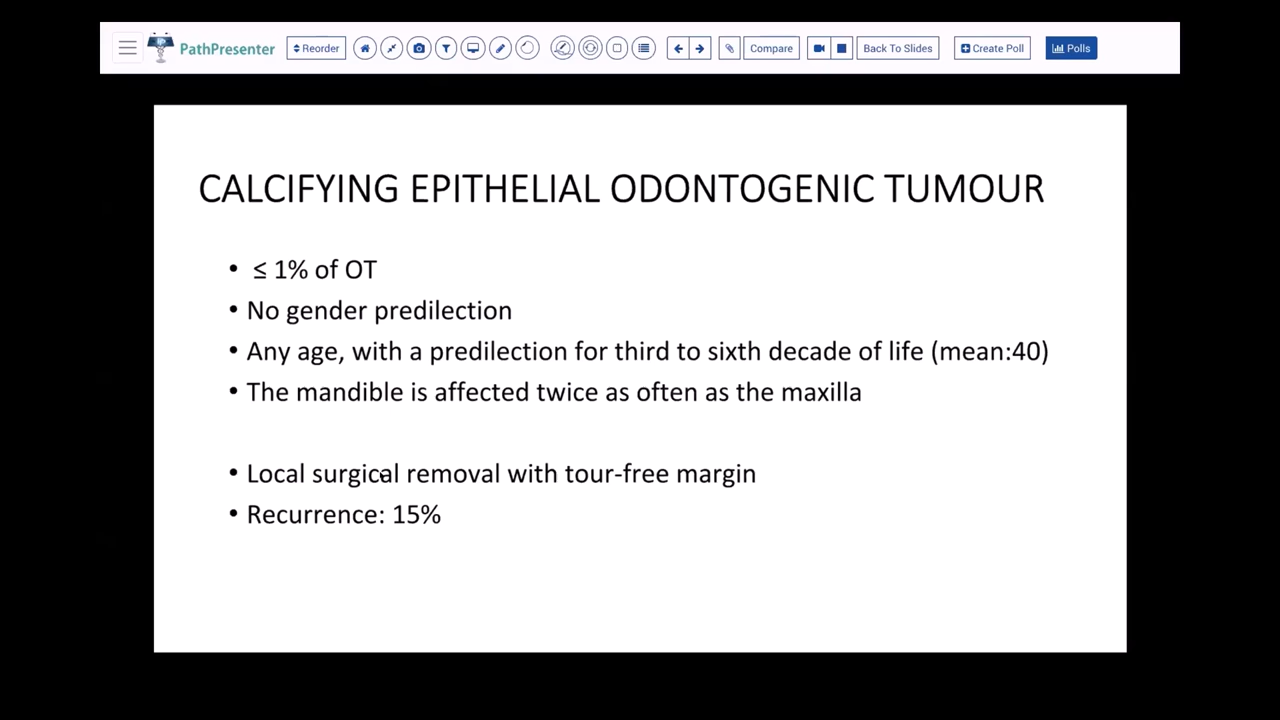 PathPresenter Reorder Compare Back To Slides Create Poll Polls
CALCIFYING EPITHELIAL ODONTOGENIC TUMOUR
• ≤ 1% of OT
• No gender predilection
• Any age, with a predilection for third to sixth decade of life (mean:40)
• The mandible is affected twice as often as the maxilla
• Local surgical removal with tour-free margin
• Recurrence: 15%